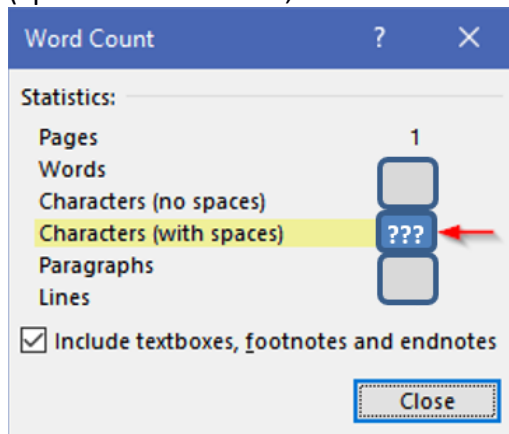 Word Count ? ×
Statistics:
Pages 1
Words
Characters (no spaces)
Characters (with spaces) ???
Paragraphs
Lines
Include textboxes, footnotes and endnotes
Close